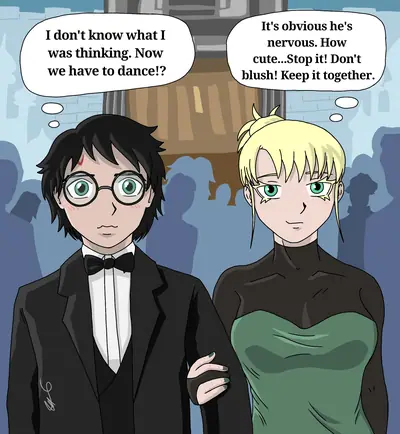 I don't know what I
was thinking. Now
we have to dance!?
It's obvious he's
nervous. How
cute...Stop it! Don't
blush! Keep it together.